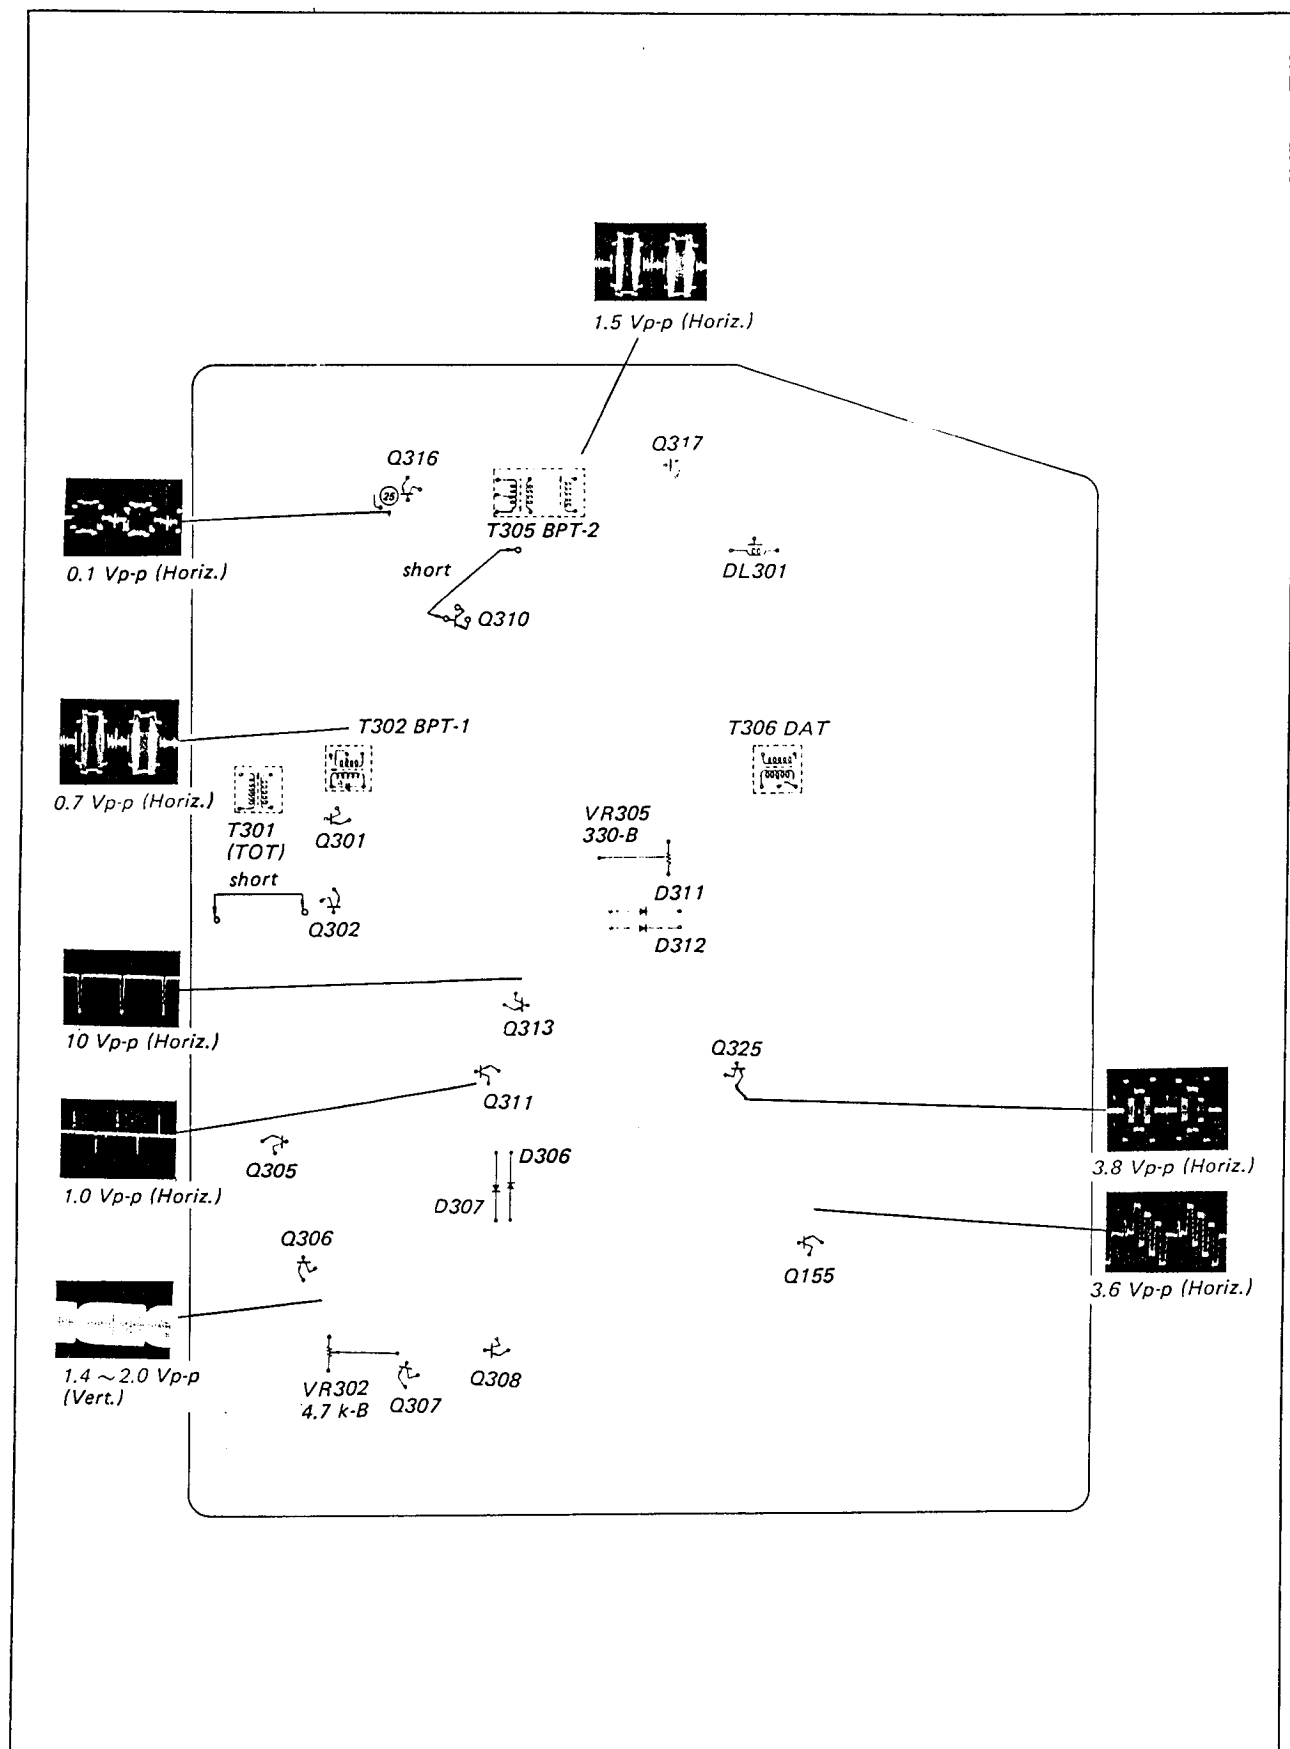 1.5 Vp-p (Horiz.)
Q316
Q317
25
T305 BPT-2
0.1 Vp-p (Horiz.)
short
DL301
Q310
T302 BPT-1
T306 DAT
0.7 Vp-p (Horiz.)
T301
(TOT)
Q301
VR305
330-B
short
D311
Q302
D312
10 Vp-p (Horiz.)
Q313
Q325
Q311
1.0 Vp-p (Horiz.)
Q305
D306
D307
3.8 Vp-p (Horiz.)
Q306
Q155
3.6 Vp-p (Horiz.)
1.4 ~ 2.0 Vp-p
(Vert.)
VR302
4.7 k-B
Q307
Q308